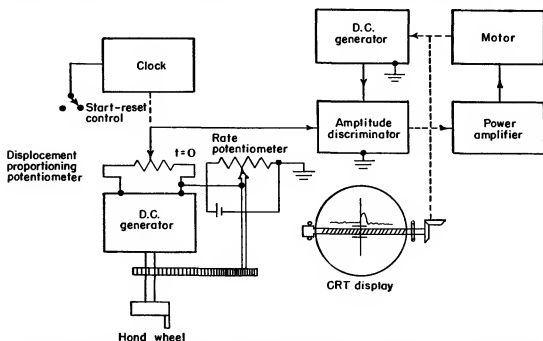 D.C.
generator
Motor
Clock
Start-reset
control
Amplitude
discriminator
Power
amplifier
Displacement
proportioning
potentiometer
t=0
Rate
potentiometer
D.C.
generator
CRT display
Hond wheel